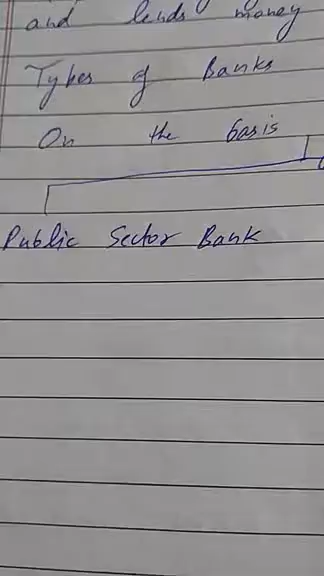 and lends money
Types of Banks
On the basis
Public Sector Bank